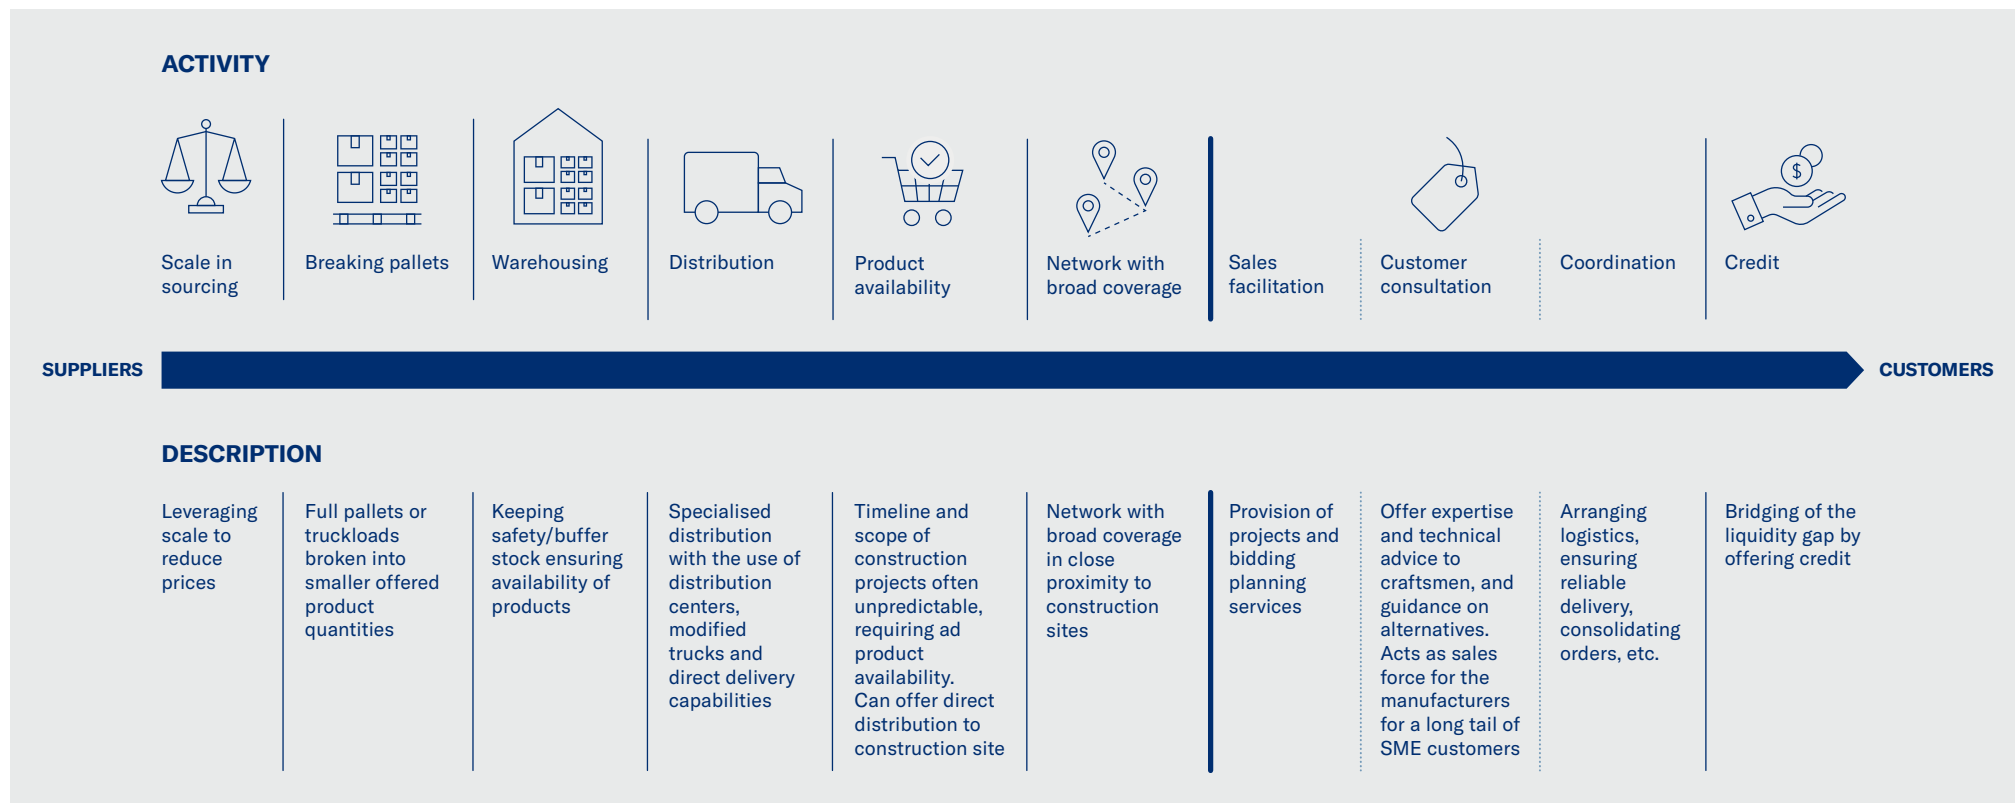 ACTIVITY
Scale in
sourcing
Breaking pallets
Warehousing
Distribution
Product
availability
Network with
broad coverage
Sales
facilitation
Customer
consultation
Coordination
$
Credit
SUPPLIERS
CUSTOMERS
DESCRIPTION
Leveraging
scale to
reduce
prices
Full pallets or
truckloads
broken into
smaller offered
product
quantities
Keeping
safety/buffer
stock ensuring
availability of
products
Specialised
distribution
with the use of
distribution
centers,
modified
trucks and
direct delivery
capabilities
Timeline and
scope of
construction
projects often
unpredictable,
requiring ad
product
availability.
Can offer direct
distribution to
construction site
Network with
broad coverage
in close
proximity to
construction
sites
Provision of
projects and
bidding
planning
services
Offer expertise
and technical
advice to
craftsmen, and
guidance on
alternatives.
Acts as sales
force for the
manufacturers
for a long tail of
SME customers
Arranging
logistics,
ensuring
reliable
delivery,
consolidating
orders, etc.
Bridging of the
liquidity gap by
offering credit